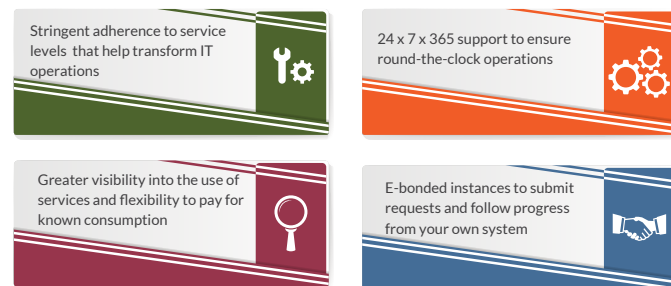 Stringent adherence to service
levels that help transform IT
operations
24 x 7 x 365 support to ensure
round-the-clock operations
Greater visibility into the use of
services and flexibility to pay for
known consumption
E-bonded instances to submit
requests and follow progress
from your own system